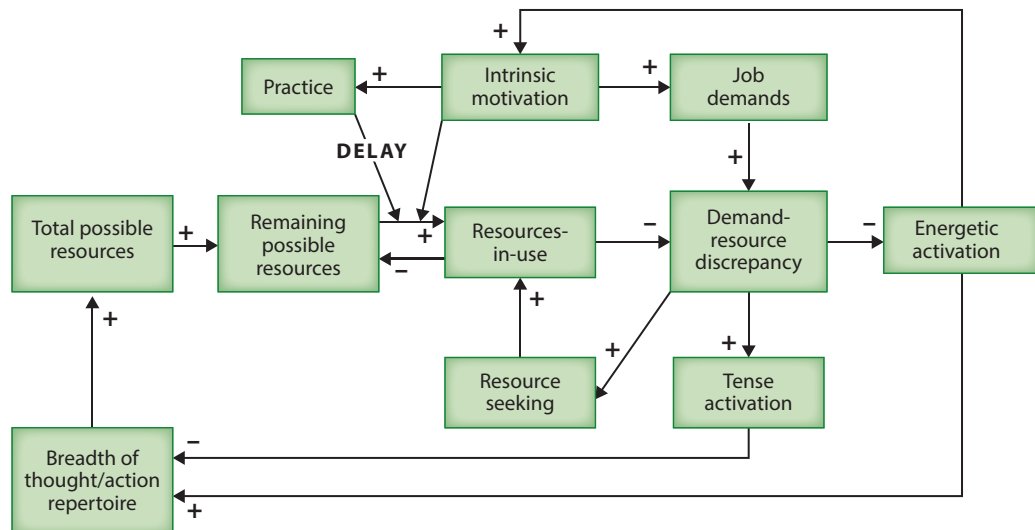 +
Practice
+
Intrinsic
motivation
+
Job
demands
DELAY
+
Total possible
resources
+
Remaining
possible
resources
+
−
Resources-
in-use
−
Demand-
resource
discrepancy
−
Energetic
activation
+
+
+
+
Resource
seeking
Tense
activation
Breadth of
thought/action
repertoire
−
+